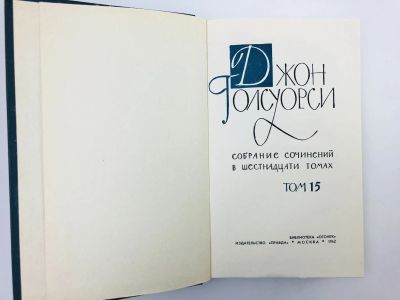 ДЖОН
ГОЛСУОРСИ
СОБРАНИЕ СОЧИНЕНИЙ
В ШЕСТНАДЦАТИ ТОМАХ
ТОМ 15
БИБЛИОТЕКА «ОГОНЕК»
ИЗДАТЕЛЬСТВО «ПРАВДА» • МОСКВА • 1962